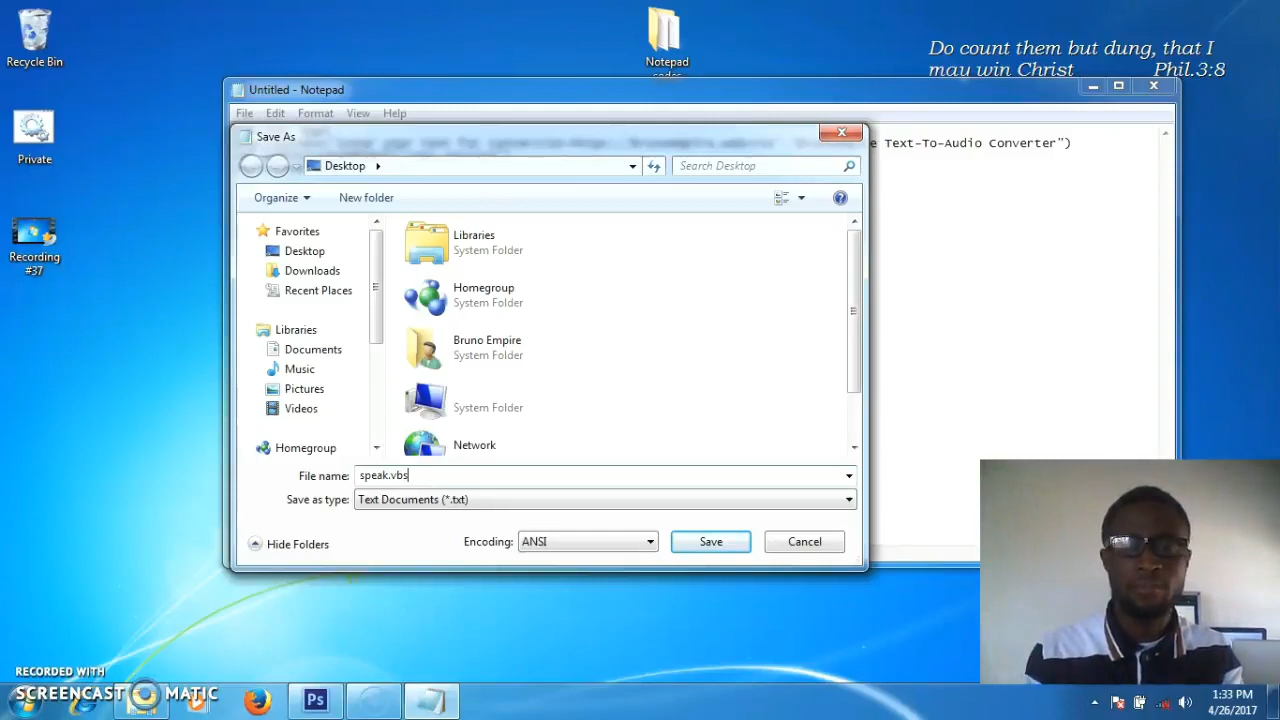 Recycle Bin
Private
Recording
#37
Notepad
Do count them but dung, that I
may win Christ Phil.3:8
Untitled - Notepad
File Edit Format View Help
Text-To-Audio Converter")
Save As
Desktop
Search Desktop
Organize New folder
Favorites
Desktop
Downloads
Recent Places
Libraries
Documents
Music
Pictures
Videos
Homegroup
Libraries
System Folder
Homegroup
System Folder
Bruno Empire
System Folder
System Folder
Network
File name: speak.vbs
Save as type: Text Documents (*.txt)
Hide Folders
Encoding: ANSI
Save
Cancel
RECORDED WITH
SCREENCAST MATIC
Ps
1:33 PM
4/26/2017